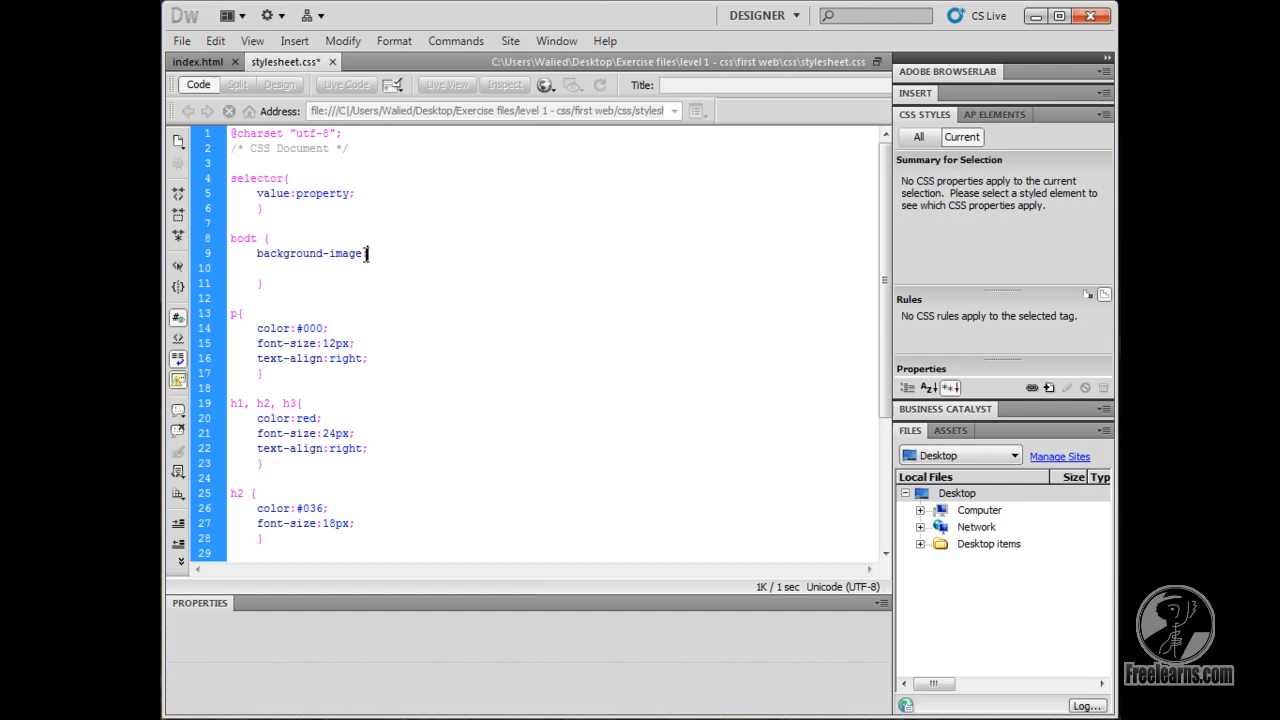 Dw
DESIGNER
CS Live
File Edit View Insert Modify Format Commands Site Window Help
index.html stylesheet.css* C:\Users\Walied\Desktop\Exercise files\level 1 - css\first web\css\stylesheet.css
Code Split Design Live Code Live View Inspect Title:
Address: file:///C|/Users/Walied/Desktop/Exercise files/level 1 - css/first web/css/stylesl
1 @charset "utf-8";
2 /* CSS Document */
3
4 selector{
5 value:property;
6 }
7
8 bodt {
9 background-image
10
11 }
12
13 p{
14 color:#000;
15 font-size:12px;
16 text-align:right;
17 }
18
19 h1, h2, h3{
20 color:red;
21 font-size:24px;
22 text-align:right;
23 }
24
25 h2 {
26 color:#036;
27 font-size:18px;
28 }
29
1K / 1 sec Unicode (UTF-8)
PROPERTIES
ADOBE BROWSERLAB
INSERT
CSS STYLES AP ELEMENTS
All Current
Summary for Selection
No CSS properties apply to the current
selection. Please select a styled element to
see which CSS properties apply.
Rules
No CSS rules apply to the selected tag.
Properties
BUSINESS CATALYST
FILES ASSETS
Desktop Manage Sites
Local Files Size Typ
Desktop
Computer
Network
Desktop items
Log...
Freelearns.com